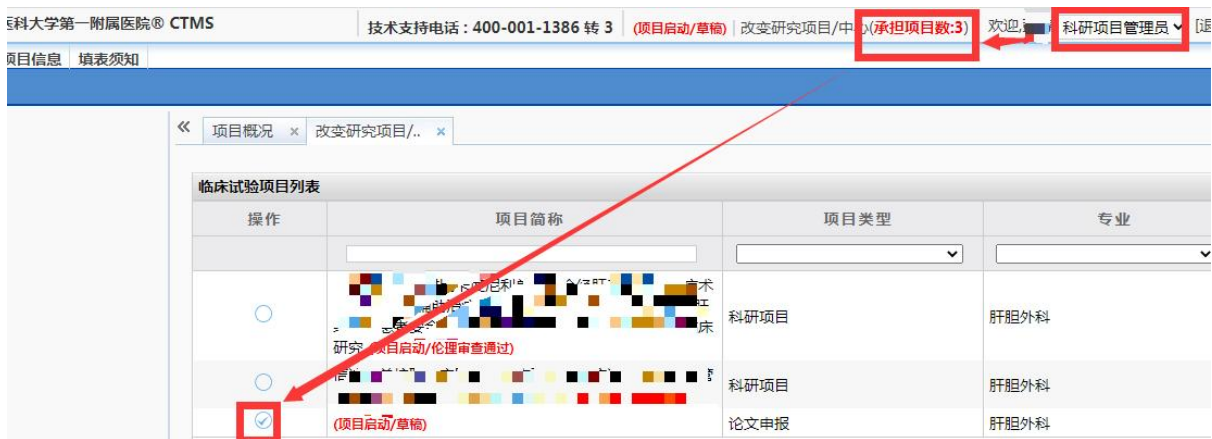 医科大学第一附属医院® CTMS
技术支持电话：400-001-1386 转 3 (项目启动/草稿) | 改变研究项目/中心(承担项目数:3) 欢迎, 科研项目管理员 [退
项目信息 填表须知
« 项目概况 × 改变研究项目/.. ×
临床试验项目列表
操作 项目简称 项目类型 专业
术
肝
床
研究 (项目启动/伦理审查通过) 科研项目 肝胆外科
科研项目 肝胆外科
(项目启动/草稿) 论文申报 肝胆外科